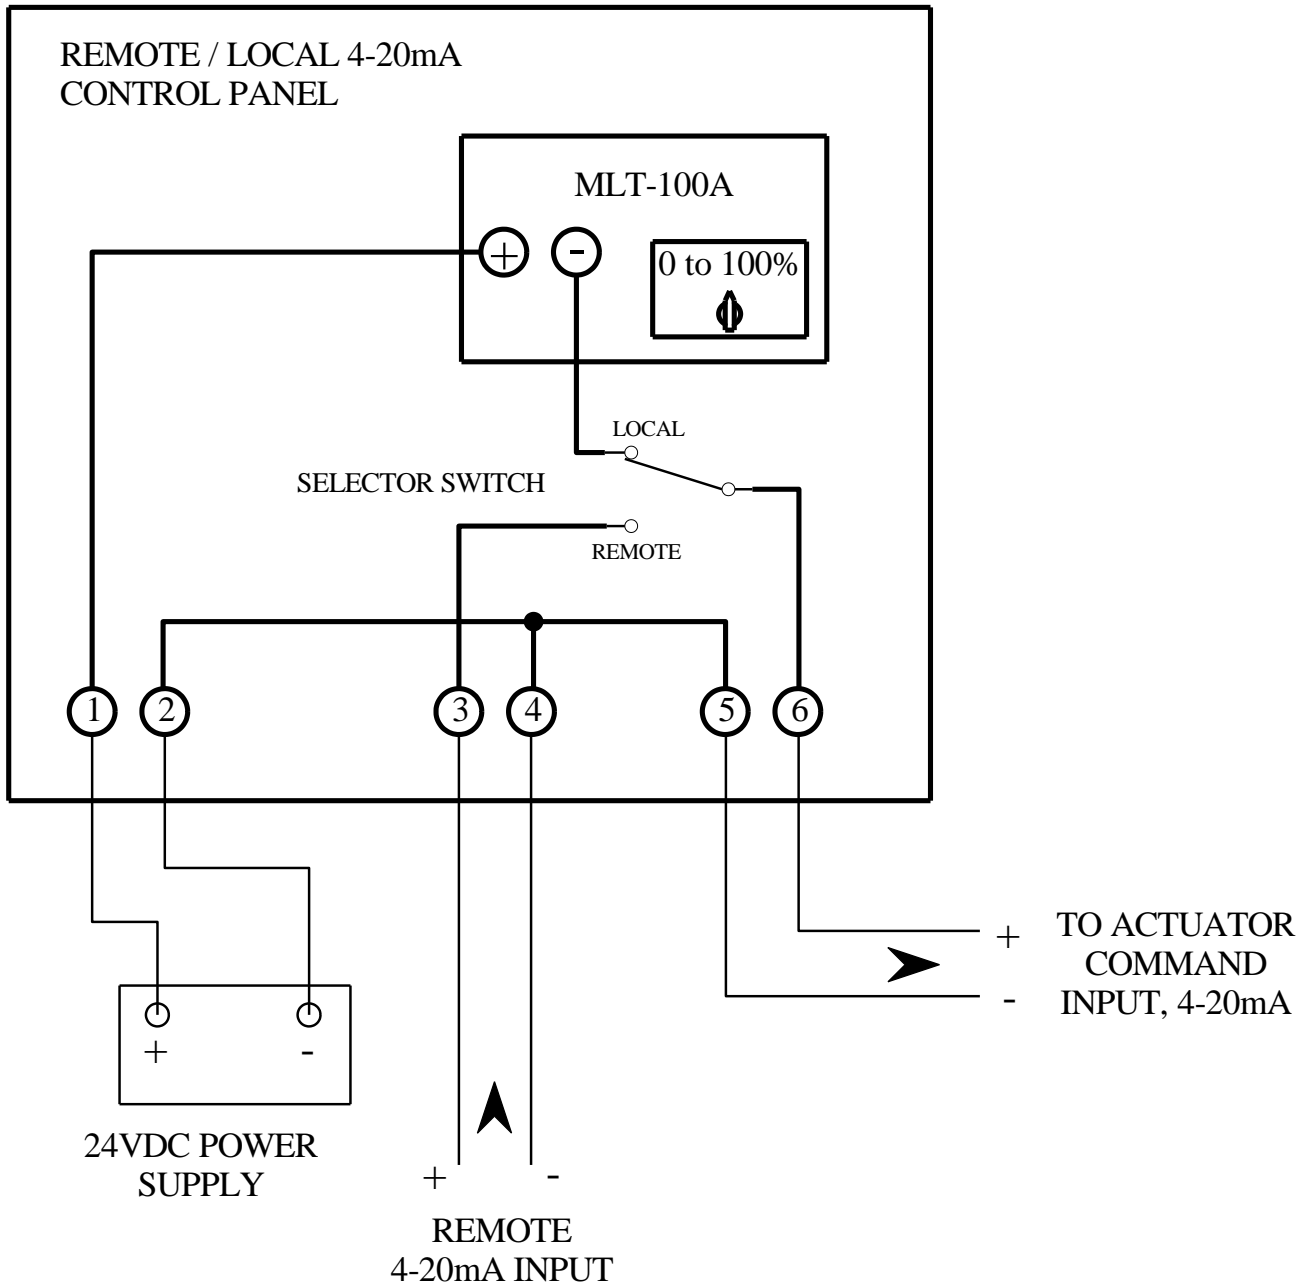 REMOTE / LOCAL 4-20mA
CONTROL PANEL
MLT-100A
+ -
0 to 100%
LOCAL
SELECTOR SWITCH
REMOTE
1 2 3 4 5 6
+ TO ACTUATOR
COMMAND
- INPUT, 4-20mA
+ -
24VDC POWER
SUPPLY
+ -
REMOTE
4-20mA INPUT